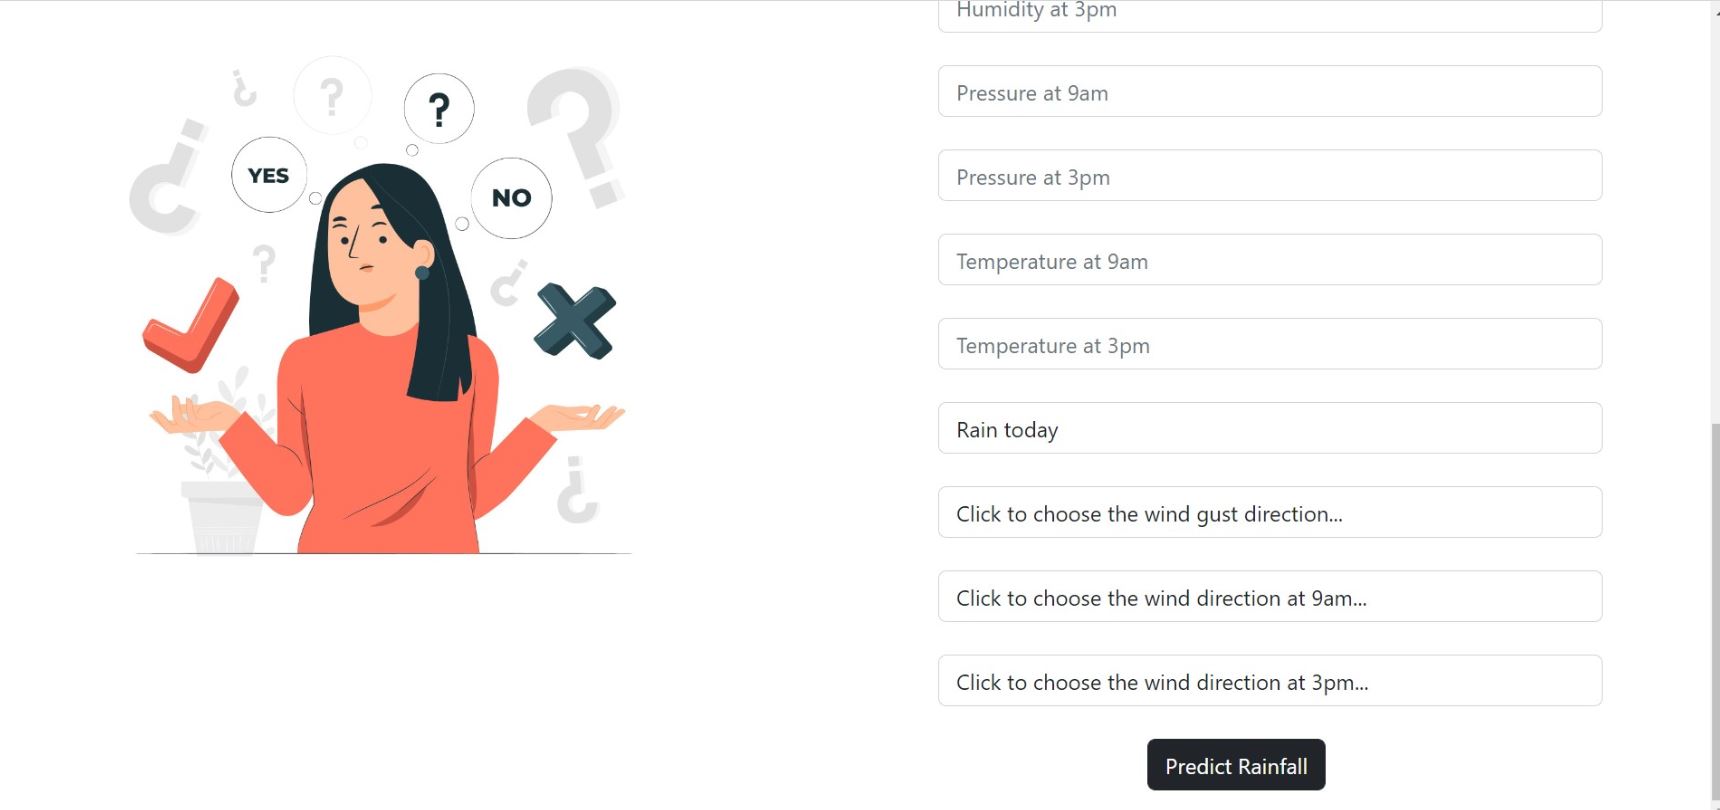 Humidity at 3pm
Pressure at 9am
Pressure at 3pm
Temperature at 9am
Temperature at 3pm
Rain today
Click to choose the wind gust direction...
Click to choose the wind direction at 9am...
Click to choose the wind direction at 3pm...
Predict Rainfall
?
?
?
?
YES
NO
?
?
?
?